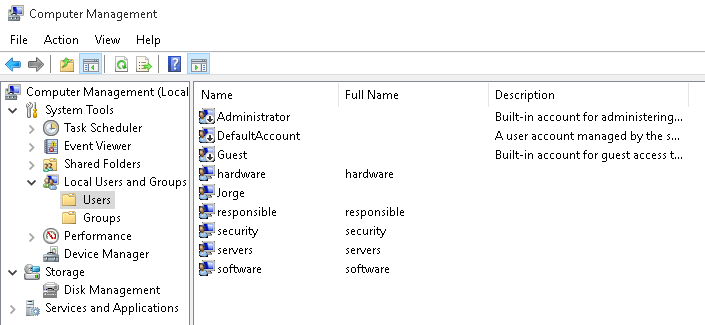 Computer Management
File Action View Help
Computer Management (Local
System Tools
Task Scheduler
Event Viewer
Shared Folders
Local Users and Groups
Users
Groups
Performance
Device Manager
Storage
Disk Management
Services and Applications
Name Full Name Description
Administrator Built-in account for administering...
DefaultAccount A user account managed by the s...
Guest Built-in account for guest access t...
hardware hardware
Jorge
responsible responsible
security security
servers servers
software software